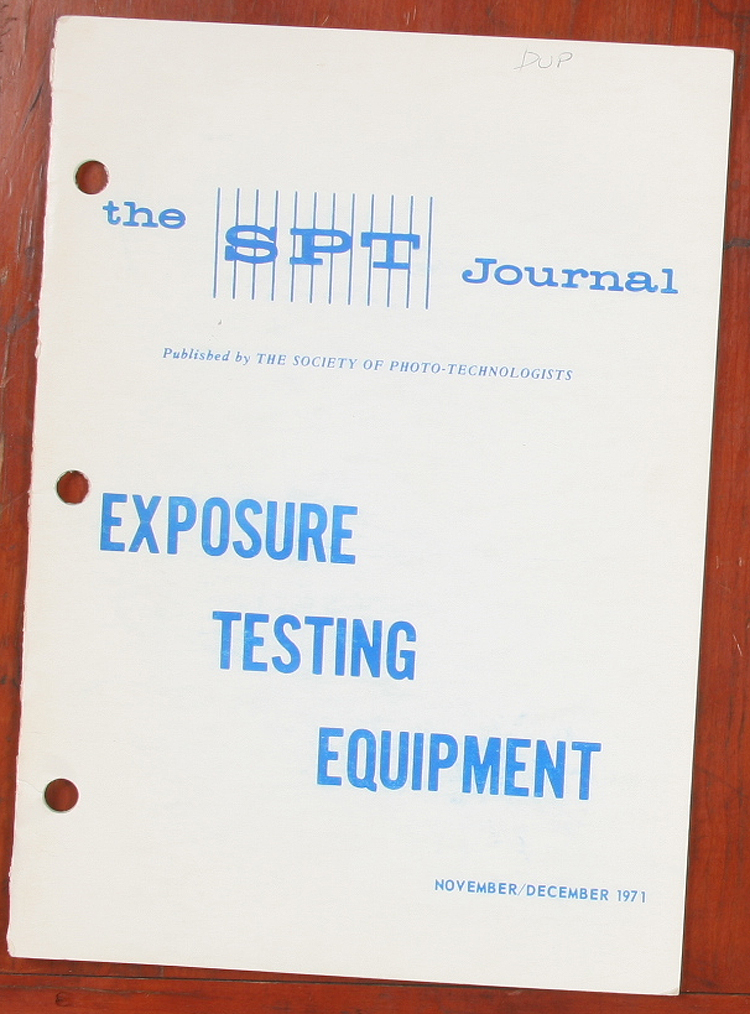 DUP
the SPT Journal
Published by THE SOCIETY OF PHOTO-TECHNOLOGISTS
EXPOSURE
TESTING
EQUIPMENT
NOVEMBER/DECEMBER 1971